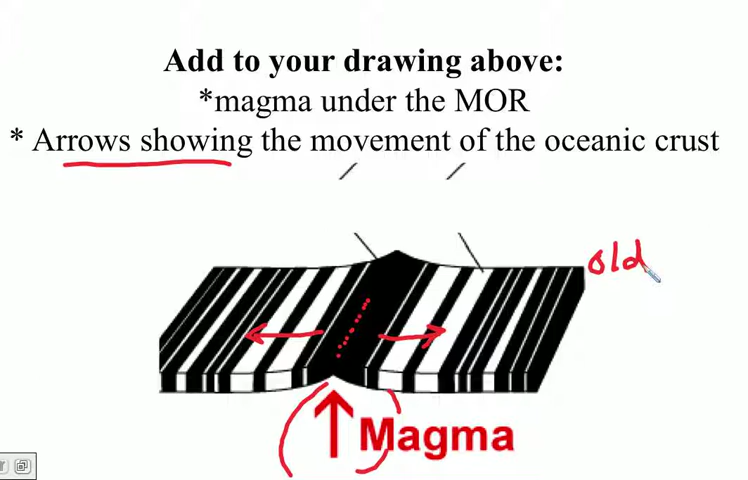 Add to your drawing above:
*magma under the MOR
* Arrows showing the movement of the oceanic crust
old
Magma